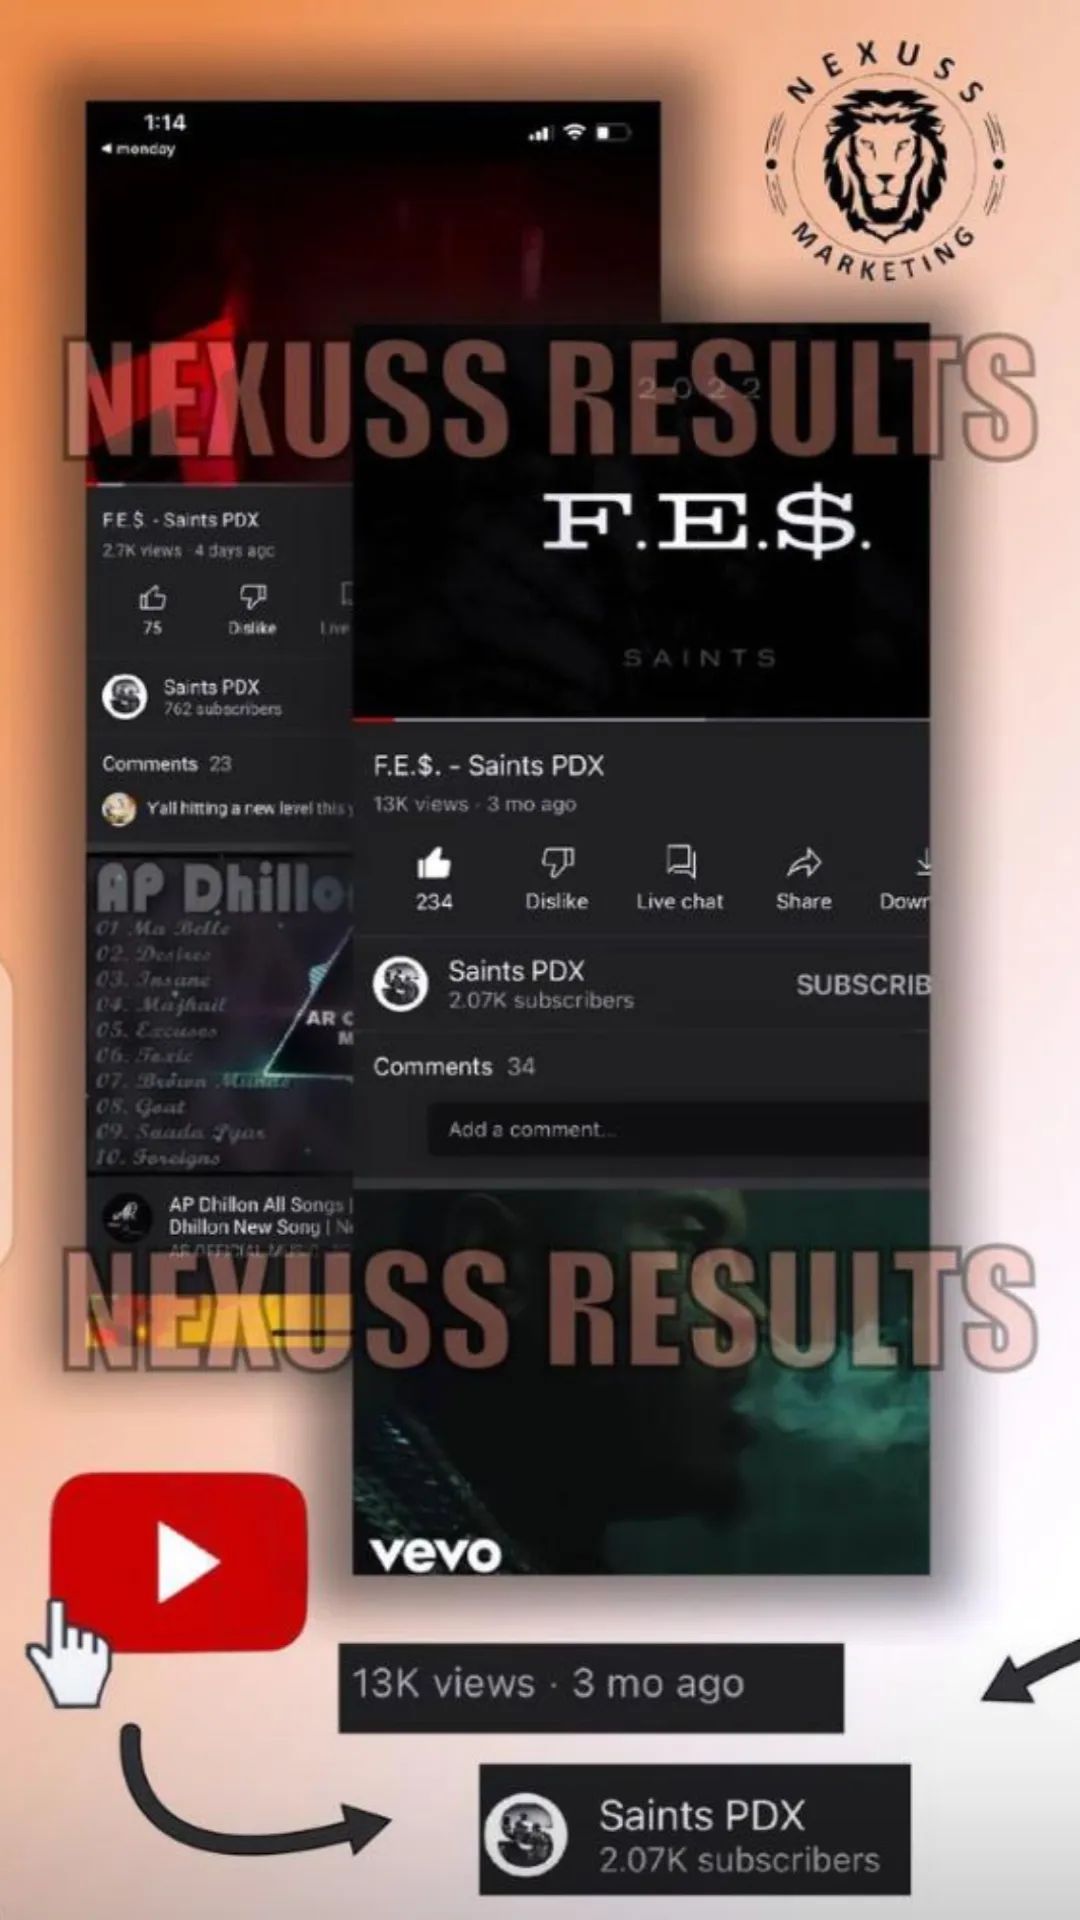 NEXUSS
MARKETING
1:14
monday
NEXUSS RESULTS
F.E.$. - Saints PDX
2.7K views · 4 days ago
75
Dislike
Live
Saints PDX
762 subscribers
Comments 23
Y'all hitting a new level this
AP Dhillo
01 Ma Belle
02. Desires
03. Insane
04. Majhail
05. Excuses
06. Toxic
07. Brown Munde
08. Goat
09. Saada Pyar
10. Foreigns
AR
AP Dhillon All Songs |
Dhillon New Song |
AR OFFICIAL MUSIC
2022
F.E.$.
SAINTS
F.E.$. - Saints PDX
13K views · 3 mo ago
234
Dislike
Live chat
Share
Down
Saints PDX
2.07K subscribers
SUBSCRIB
Comments 34
Add a comment...
NEXUSS RESULTS
vevo
13K views · 3 mo ago
Saints PDX
2.07K subscribers